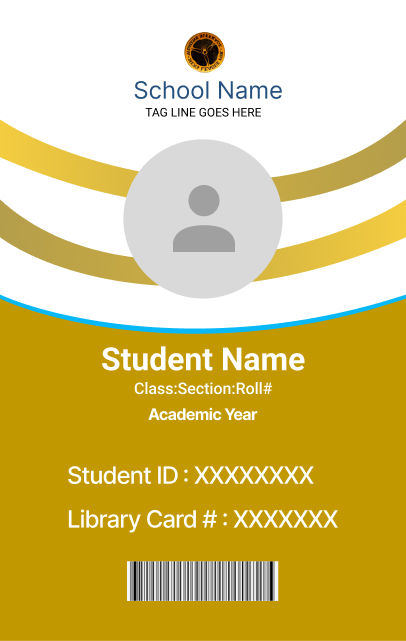 School Name
TAG LINE GOES HERE
Student Name
Class:Section:Roll#
Academic Year
Student ID : XXXXXXXX
Library Card # : XXXXXXX